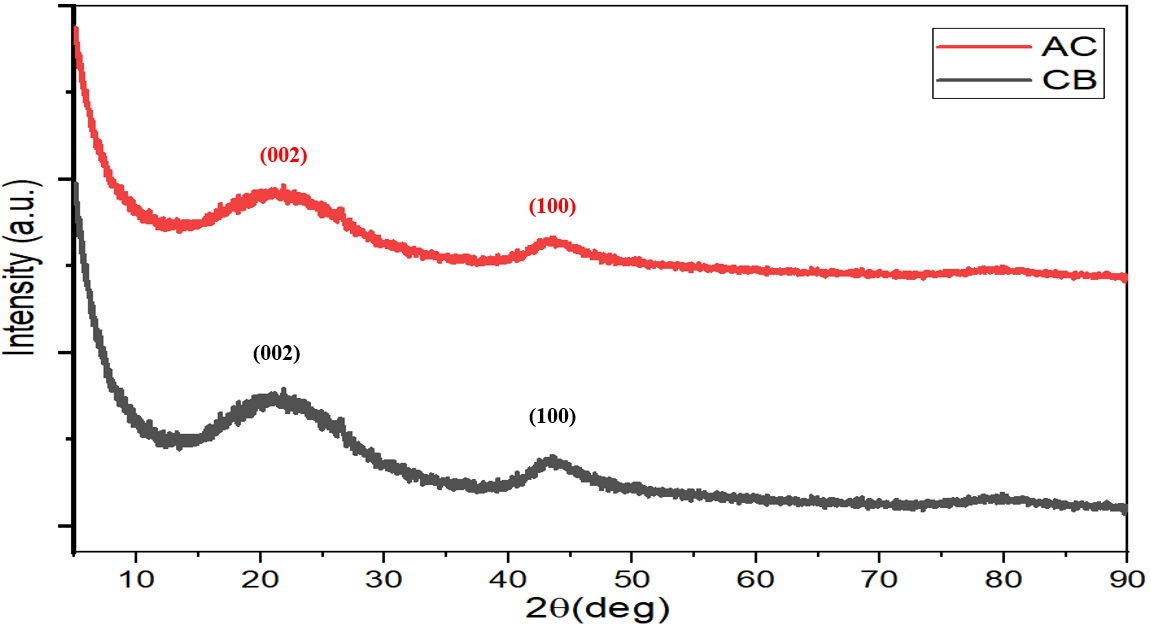 AC
CB
(002)
(100)
(002)
(100)
Intensity (a.u.)
10 20 30 40 50 60 70 80 90
2θ(deg)